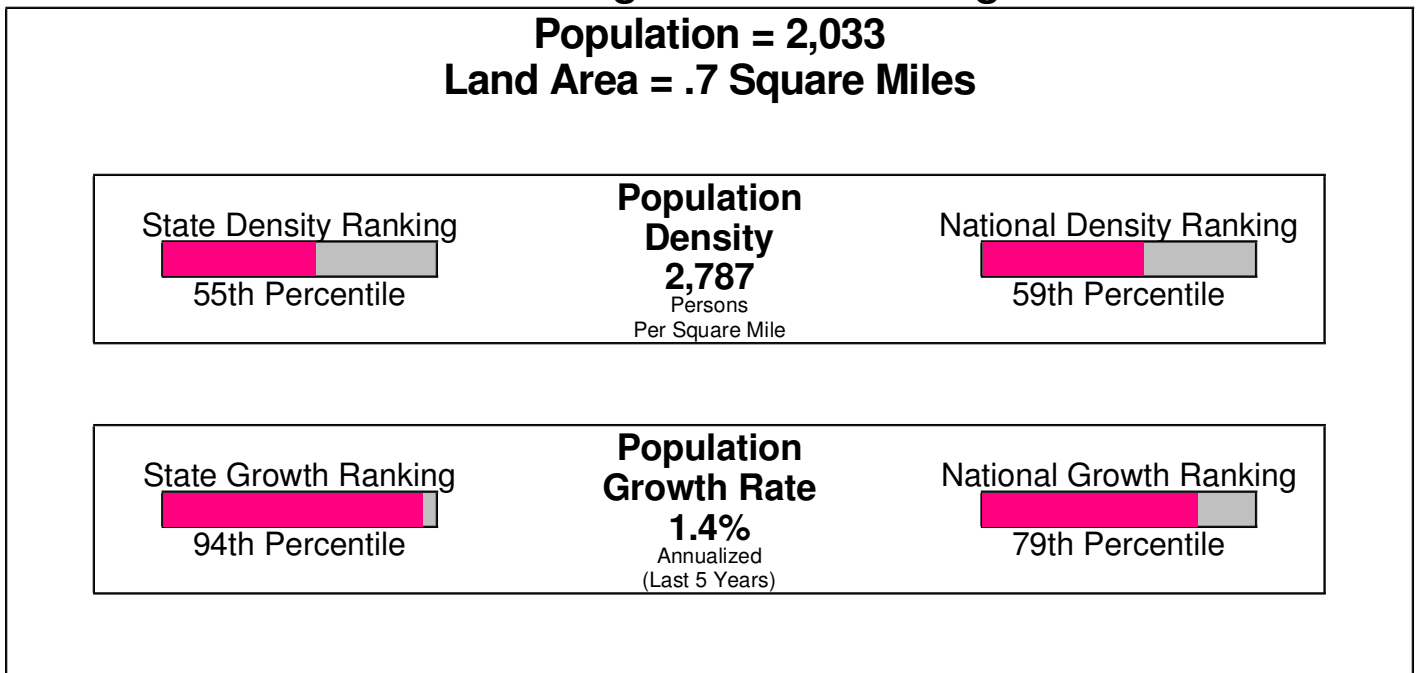 Population = 2,033
Land Area = .7 Square Miles
State Density Ranking
55th Percentile
Population
Density
2,787
Persons
Per Square Mile
National Density Ranking
59th Percentile
State Growth Ranking
94th Percentile
Population
Growth Rate
1.4%
Annualized
(Last 5 Years)
National Growth Ranking
79th Percentile